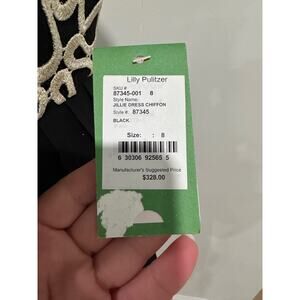 Lilly Pulitzer
SKU #
87345-001 8
Style Name:
JILLIE DRESS CHIFFON
Style #: 87345
BLACK
Size: : 8
6 30306 92565 5
Manufacturer's Suggested Price
$328.00